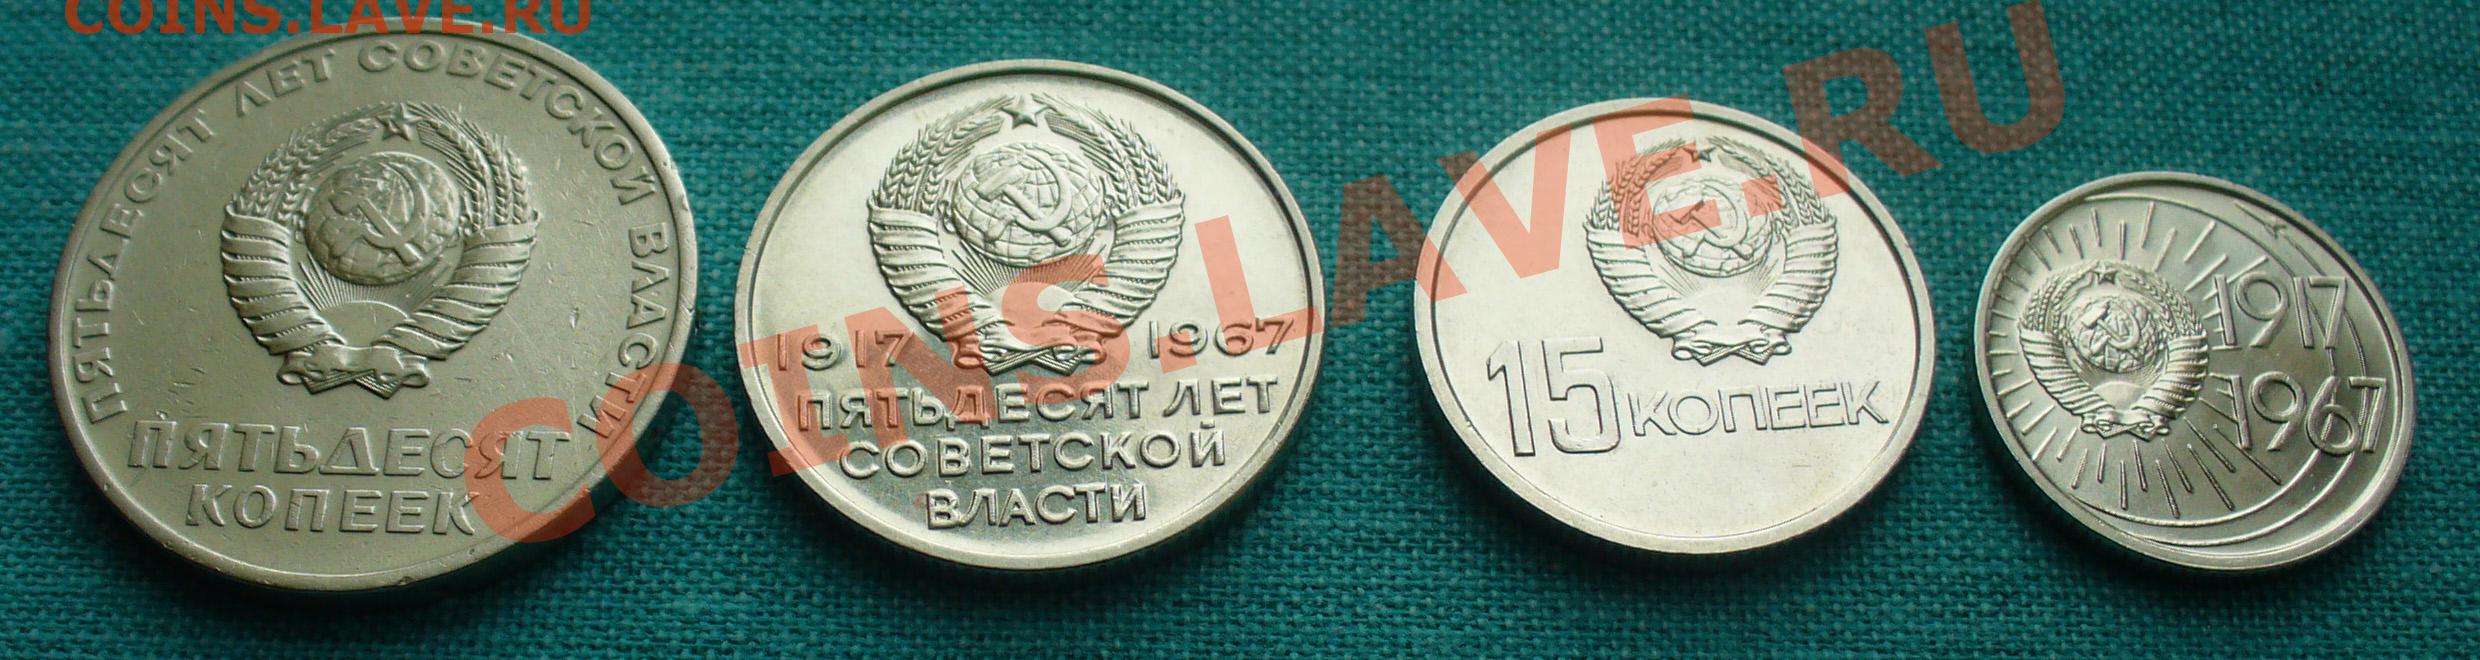 COINS.LAVE.RU
ПЯТЬДЕСЯТ ЛЕТ СОВЕТСКОЙ ВЛАСТИ
ПЯТЬДЕСЯТ
КОПЕЕК
1917 1967
ПЯТЬДЕСЯТ ЛЕТ
СОВЕТСКОЙ
ВЛАСТИ
15 КОПЕЕК
1917
1967
COINS.LAVE.RU